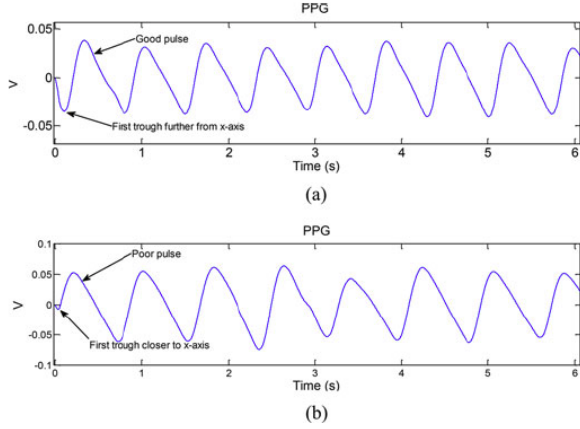 PPG
0.05
Good pulse
0
V
First trough further from x-axis
-0.05
0 1 2 3 4 5 6
Time (s)
(a)
PPG
0.1
Poor pulse
0.05
0
V
First trough closer to x-axis
-0.05
-0.1
0 1 2 3 4 5 6
Time (s)
(b)